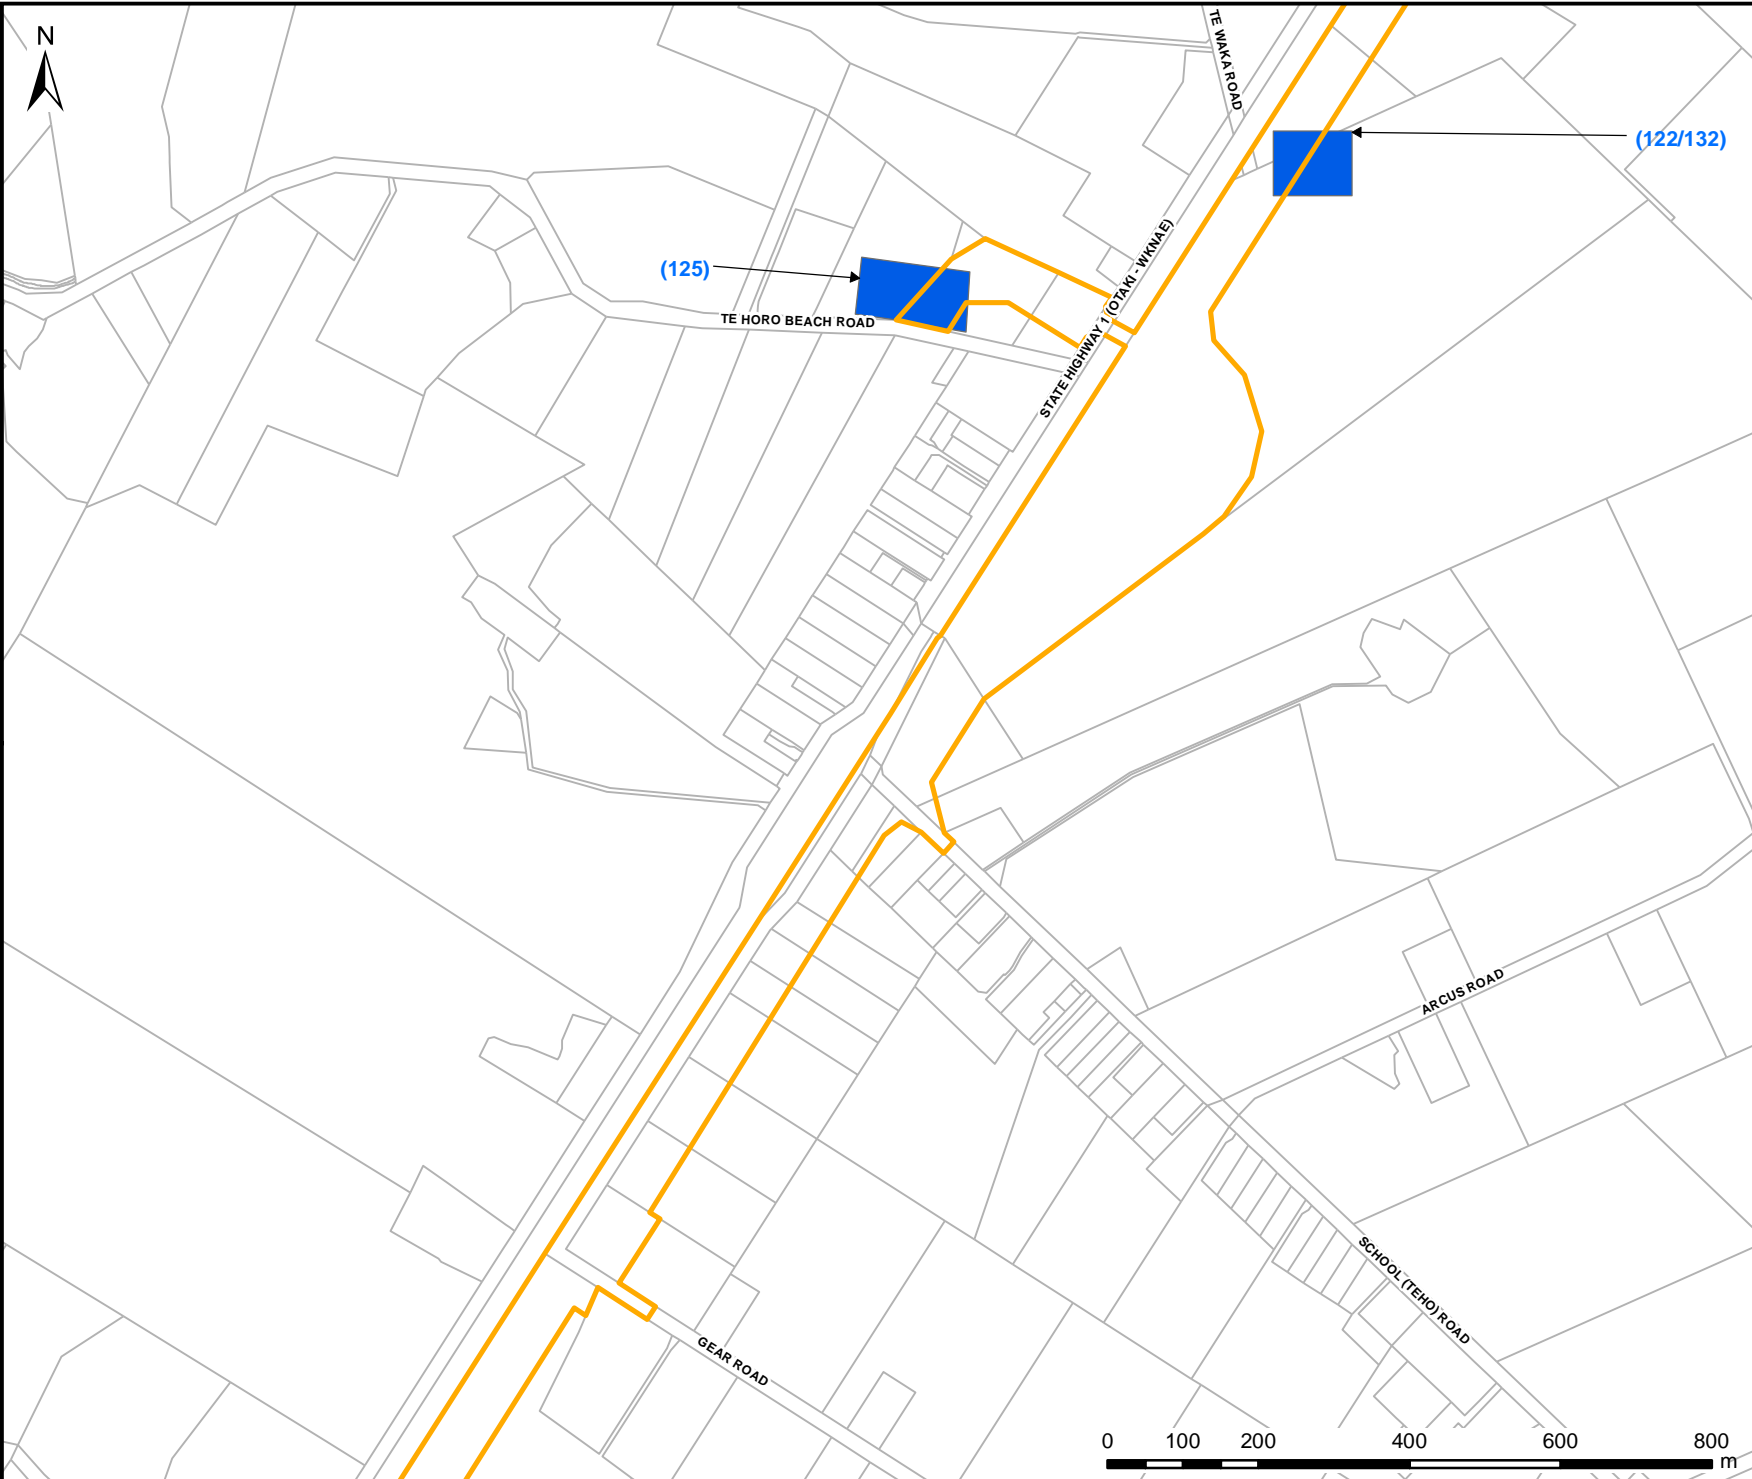 N
TE WAKA ROAD
(122/132)
STATE HIGHWAY 1 (OTAKI - WKNAE)
(125)
TE HORO BEACH ROAD
ARCUS ROAD
SCHOOL (TEHO) ROAD
GEAR ROAD
0 100 200 400 600 800
m